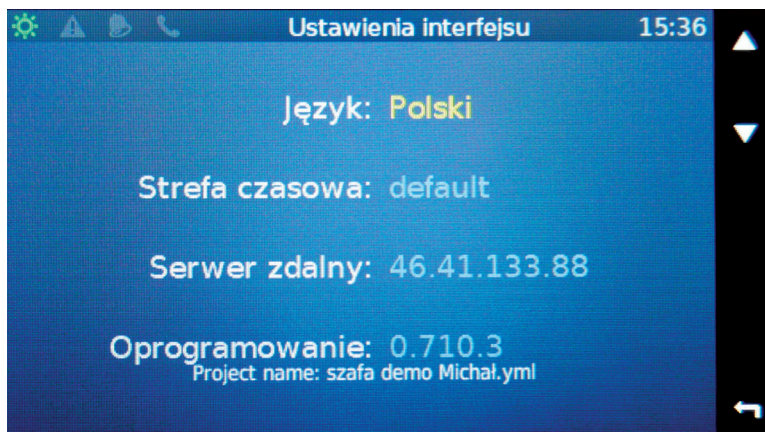 Ustawienia interfejsu 15:36
Język: Polski
Strefa czasowa: default
Serwer zdalny: 46.41.133.88
Oprogramowanie: 0.710.3
Project name: szafa demo Michał.yml